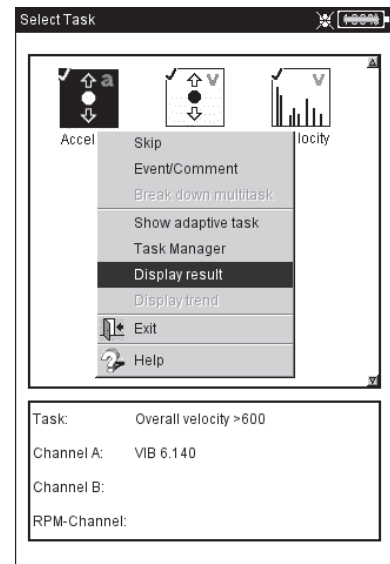 Select Task
+99%
a
v
v
Accel
locity
Skip
Event/Comment
Break down multitask
Show adaptive task
Task Manager
Display result
Display trend
Exit
Help
Task: Overall velocity >600
Channel A: VIB 6.140
Channel B:
RPM-Channel: